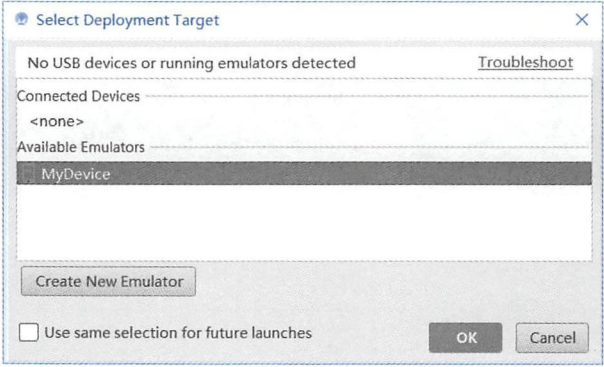 Select Deployment Target
No USB devices or running emulators detected Troubleshoot
Connected Devices
<none>
Available Emulators
MyDevice
Create New Emulator
Use same selection for future launches
OK Cancel